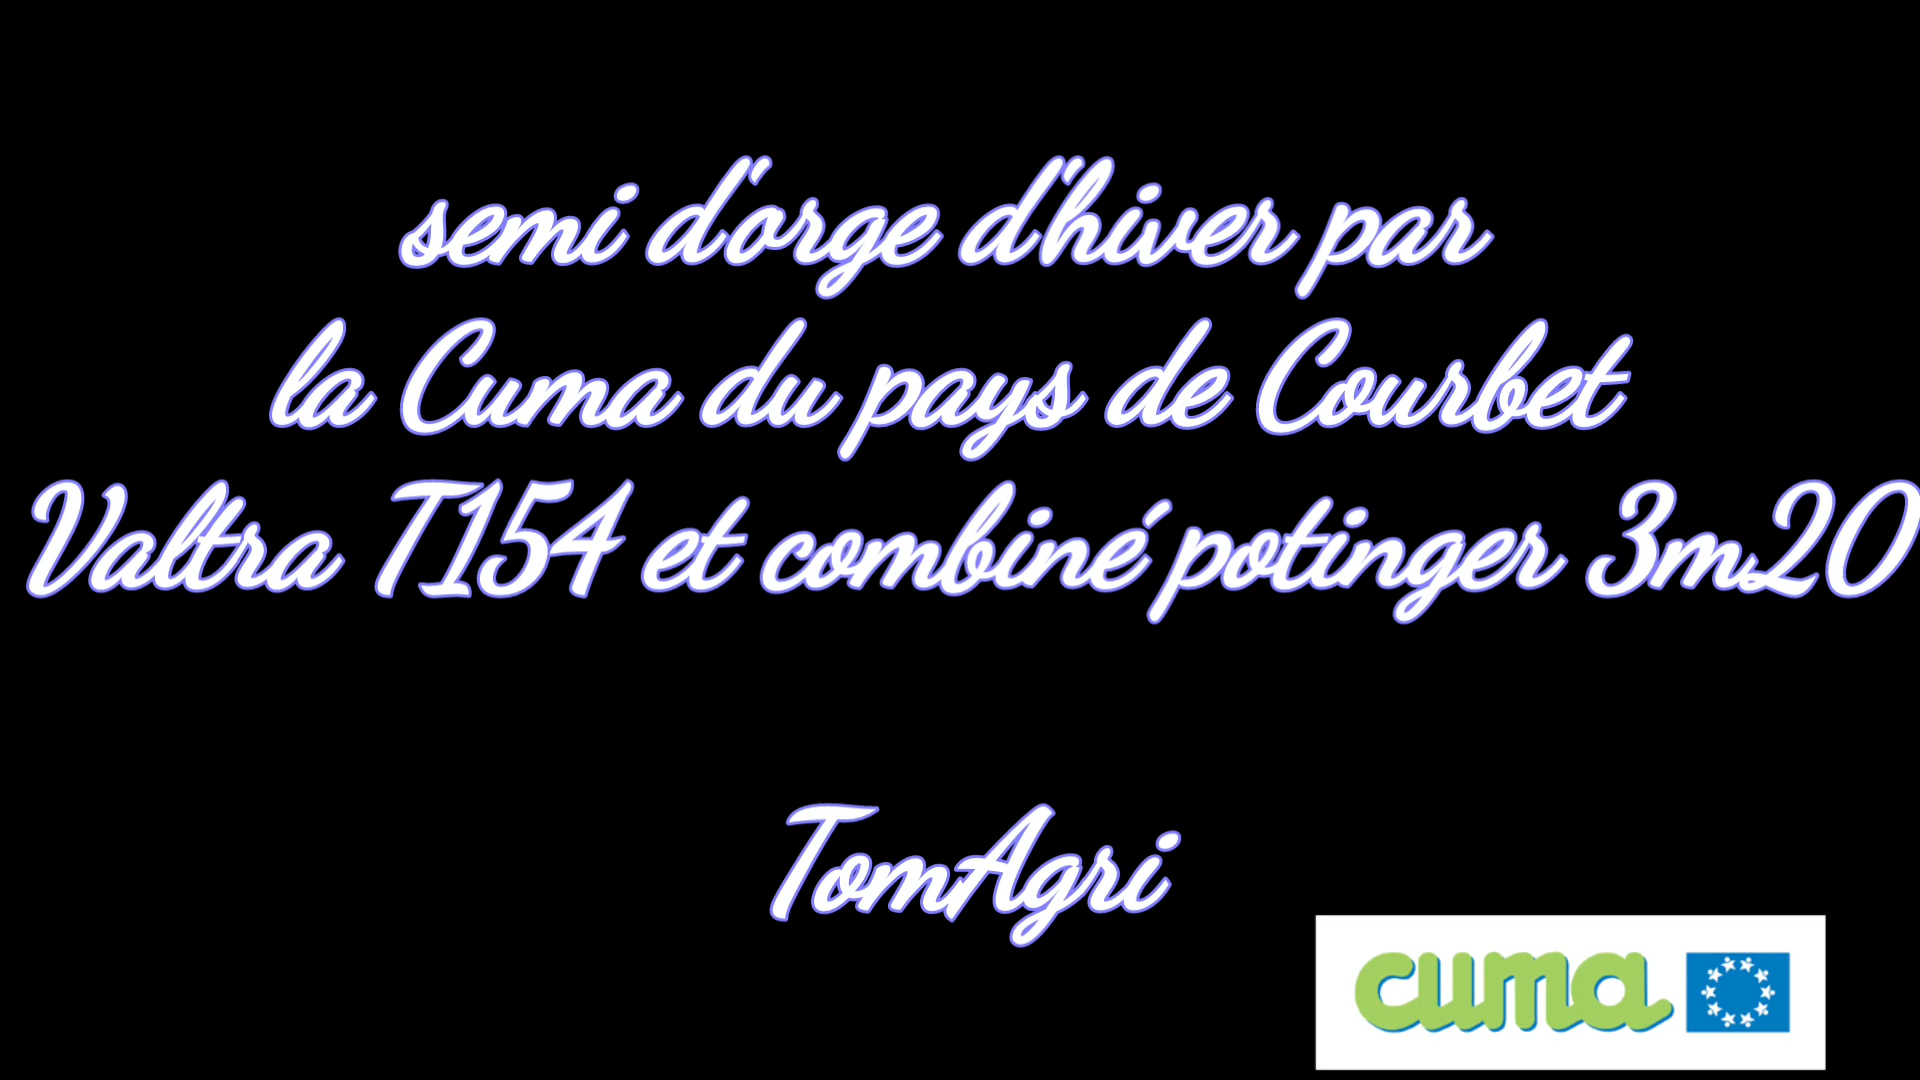 semi d'orge d'hiver par
la Cuma du pays de Courbet
Valtra T154 et combiné potinger 3m20
TomAgri
cuma